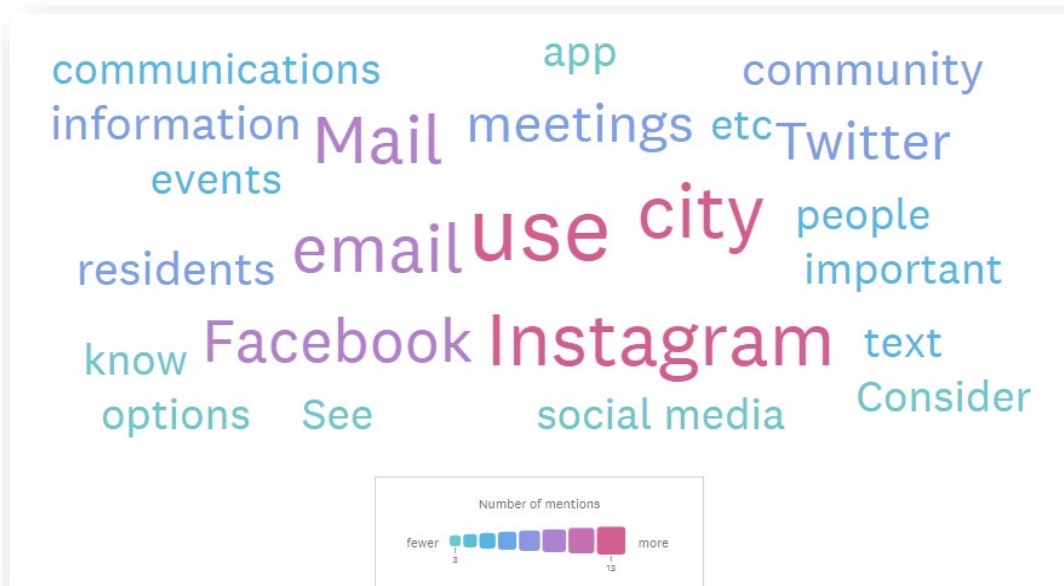 app
communications
community
information
Mail
meetings
etc
Twitter
events
use
city
people
email
residents
important
Facebook
Instagram
text
know
Consider
options
See
social media
Number of mentions
fewer
more
3
13